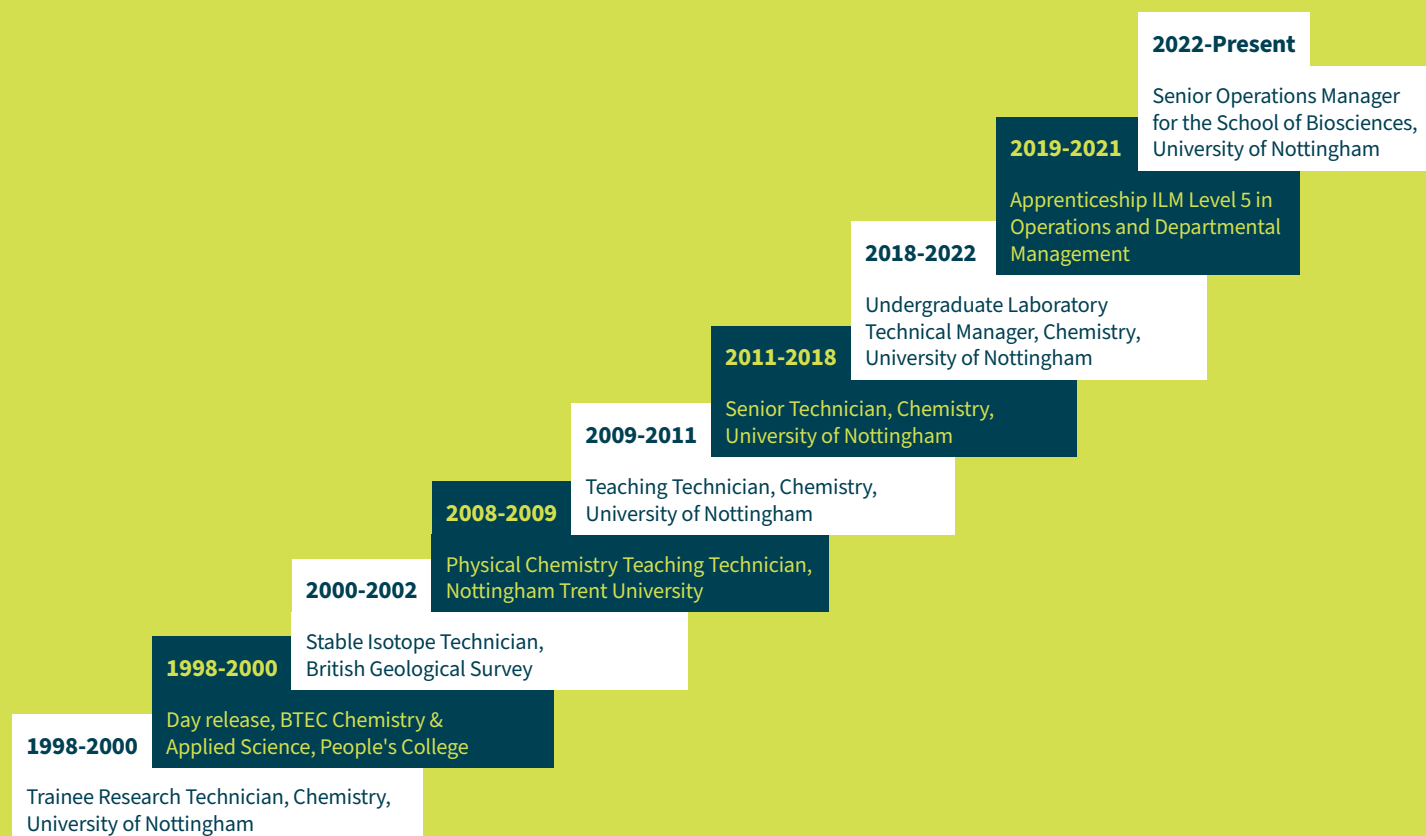 2022-Present
Senior Operations Manager
for the School of Biosciences,
University of Nottingham
2019-2021
Apprenticeship ILM Level 5 in
Operations and Departmental
Management
2018-2022
Undergraduate Laboratory
Technical Manager, Chemistry,
University of Nottingham
2011-2018
Senior Technician, Chemistry,
University of Nottingham
2009-2011
Teaching Technician, Chemistry,
University of Nottingham
2008-2009
Physical Chemistry Teaching Technician,
Nottingham Trent University
2000-2002
Stable Isotope Technician,
British Geological Survey
1998-2000
Day release, BTEC Chemistry &
Applied Science, People's College
1998-2000
Trainee Research Technician, Chemistry,
University of Nottingham